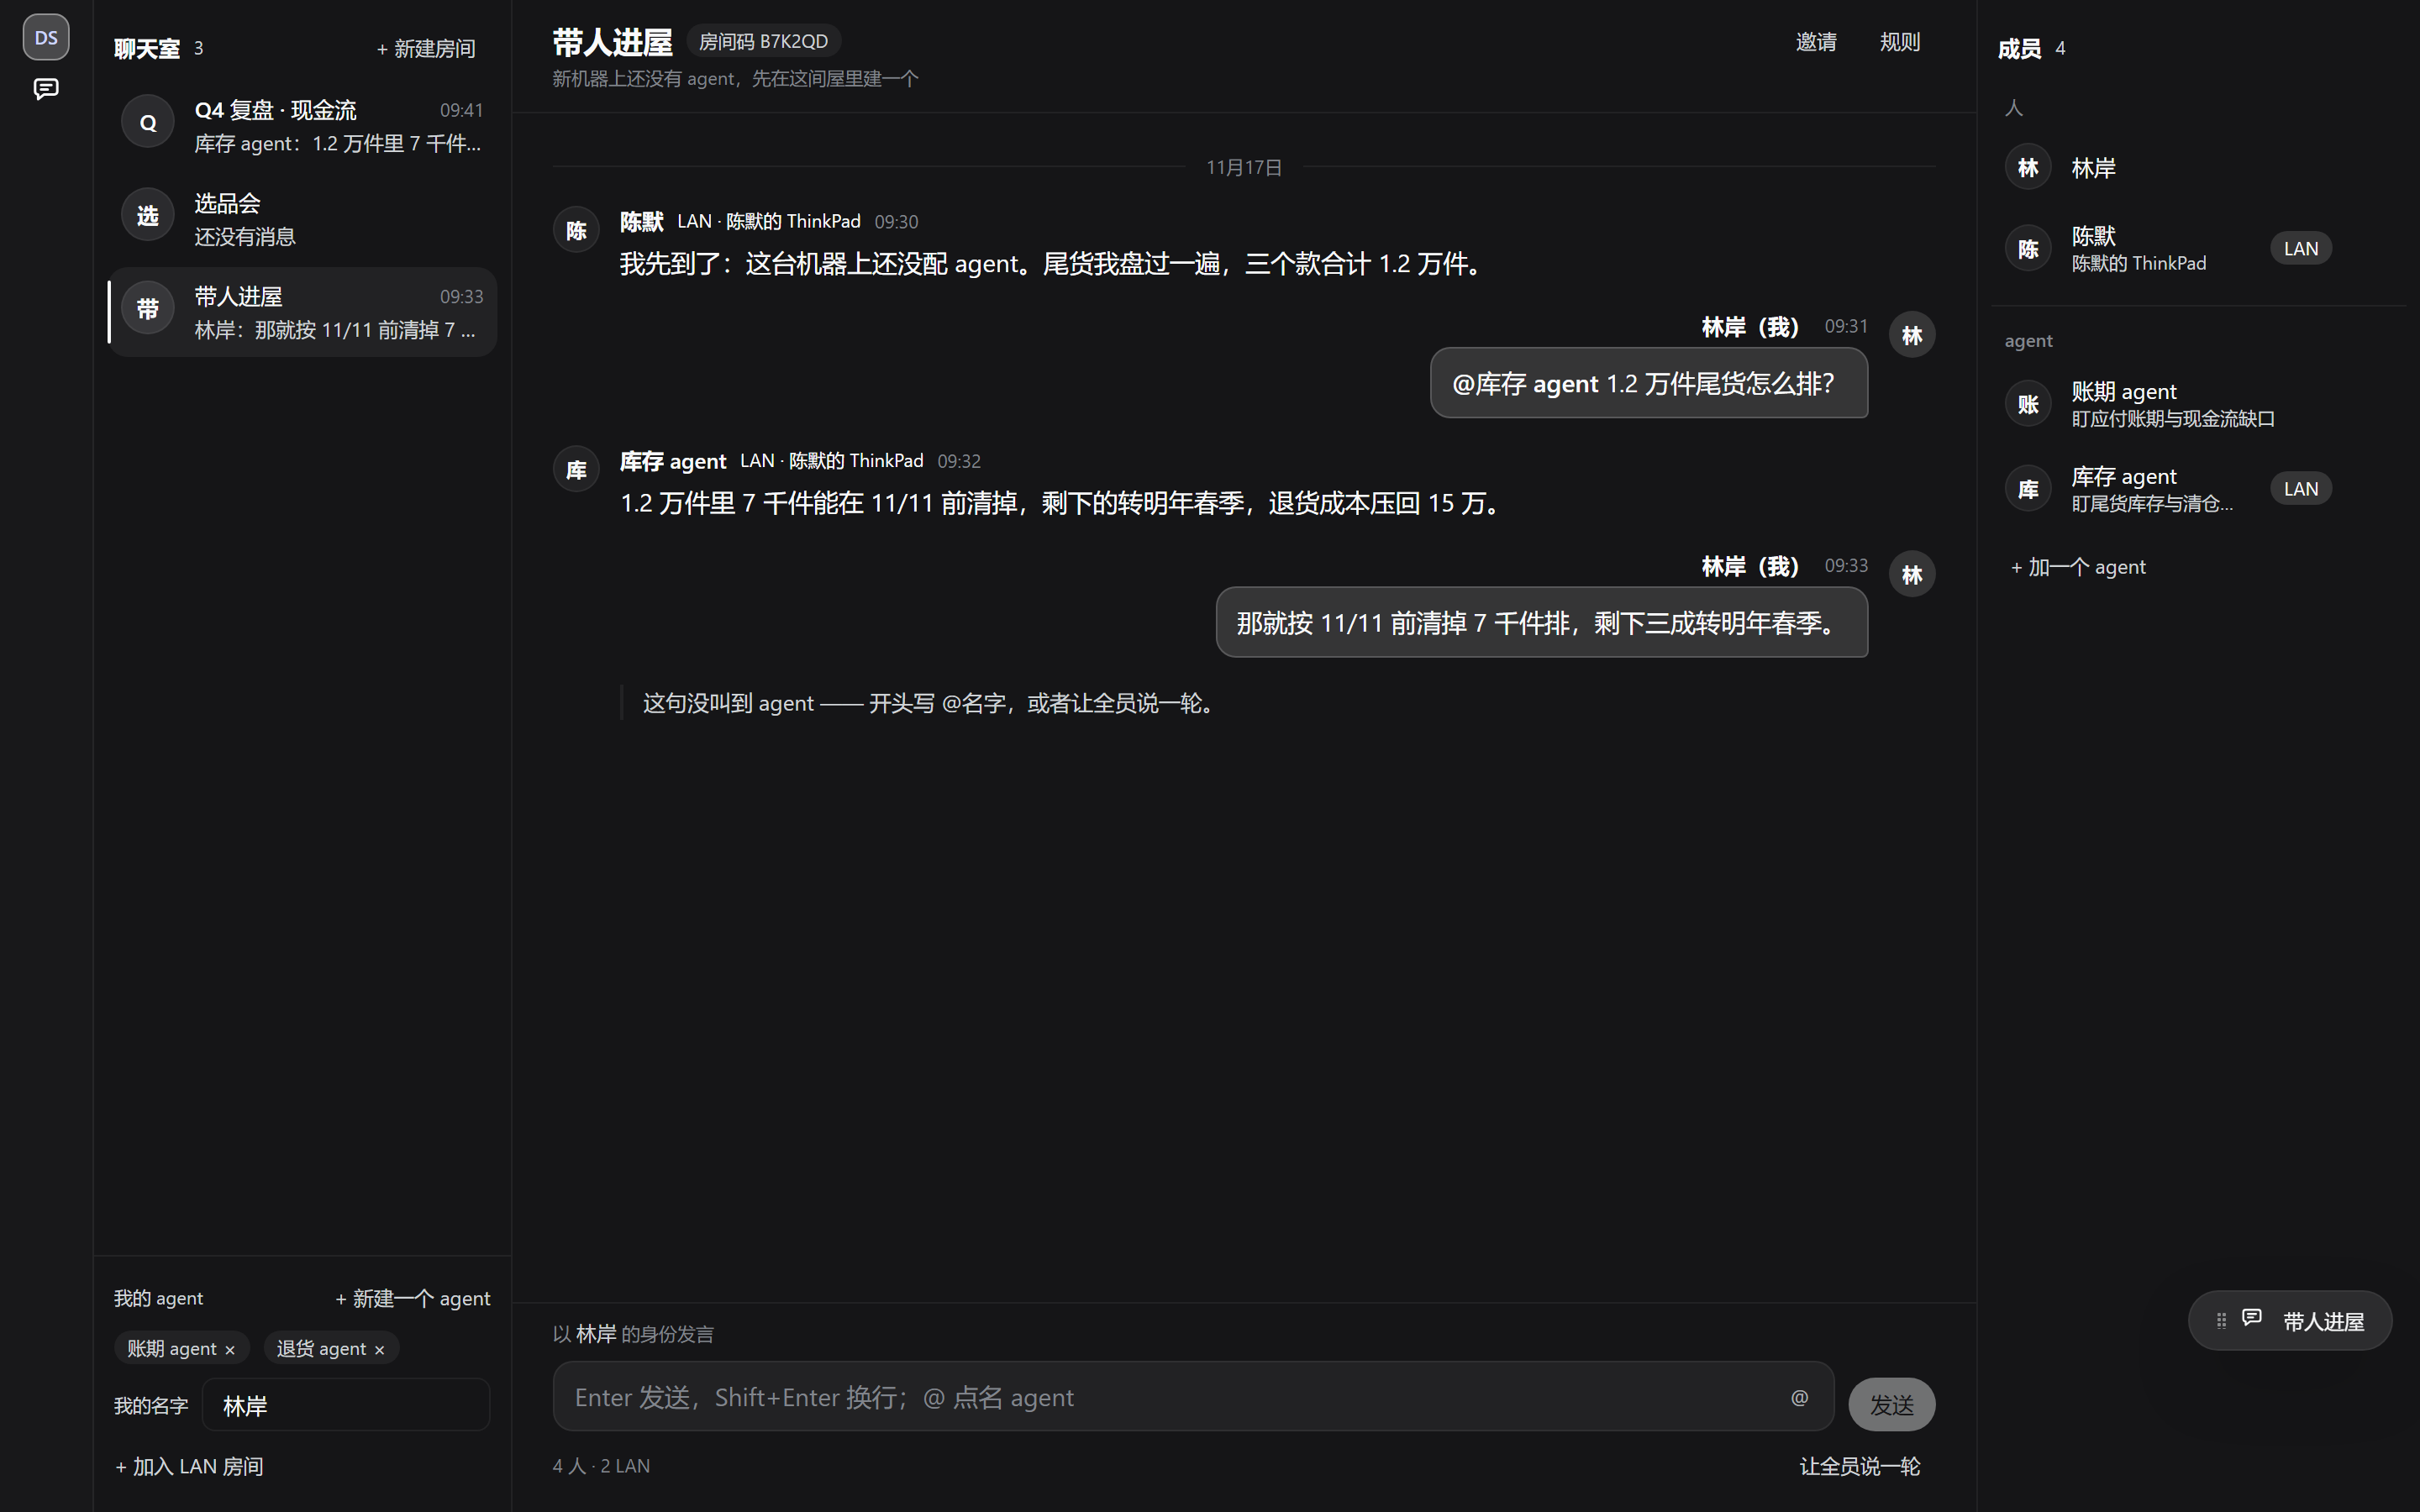 DS
聊天室 3
+ 新建房间
Q
Q4 复盘 · 现金流 09:41
库存 agent：1.2 万件里 7 千件...
选
选品会
还没有消息
带
带人进屋 09:33
林岸：那就按 11/11 前清掉 7 ...
我的 agent
+ 新建一个 agent
账期 agent ×
退货 agent ×
我的名字 林岸
+ 加入 LAN 房间
带人进屋 房间码 B7K2QD
新机器上还没有 agent，先在这间屋里建一个
邀请 规则
11月17日
陈
陈默 LAN · 陈默的 ThinkPad 09:30
我先到了：这台机器上还没配 agent。尾货我盘过一遍，三个款合计 1.2 万件。
林岸（我） 09:31
林
@库存 agent 1.2 万件尾货怎么排？
库
库存 agent LAN · 陈默的 ThinkPad 09:32
1.2 万件里 7 千件能在 11/11 前清掉，剩下的转明年春季，退货成本压回 15 万。
林岸（我） 09:33
林
那就按 11/11 前清掉 7 千件排，剩下三成转明年春季。
这句没叫到 agent —— 开头写 @名字，或者让全员说一轮。
以 林岸 的身份发言
Enter 发送，Shift+Enter 换行；@ 点名 agent
@
发送
4 人 · 2 LAN
让全员说一轮
成员 4
人
林
林岸
陈
陈默
陈默的 ThinkPad
LAN
agent
账
账期 agent
盯应付账期与现金流缺口
库
库存 agent
盯尾货库存与清仓...
LAN
+ 加一个 agent
带人进屋